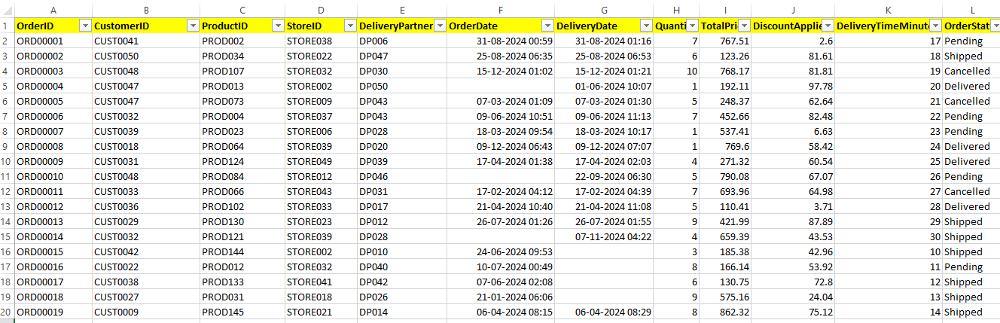 A B C D E F G H I J K L
1 OrderID CustomerID ProductID StoreID DeliveryPartner OrderDate DeliveryDate Quanti TotalPri DiscountApplie DeliveryTimeMinut OrderStat
2 ORD00001 CUST0041 PROD002 STORE038 DP006 31-08-2024 00:59 31-08-2024 01:16 7 767.51 2.6 17 Pending
3 ORD00002 CUST0050 PROD034 STORE022 DP047 25-08-2024 06:35 25-08-2024 06:53 6 123.26 81.61 18 Shipped
4 ORD00003 CUST0048 PROD107 STORE032 DP030 15-12-2024 01:02 15-12-2024 01:21 10 768.17 81.81 19 Cancelled
5 ORD00004 CUST0047 PROD013 STORE002 DP050 01-06-2024 10:07 1 192.11 97.78 20 Delivered
6 ORD00005 CUST0047 PROD073 STORE009 DP043 07-03-2024 01:09 07-03-2024 01:30 5 248.37 62.64 21 Cancelled
7 ORD00006 CUST0032 PROD004 STORE037 DP043 09-06-2024 10:51 09-06-2024 11:13 7 452.66 82.48 22 Pending
8 ORD00007 CUST0039 PROD023 STORE006 DP028 18-03-2024 09:54 18-03-2024 10:17 1 537.41 6.63 23 Pending
9 ORD00008 CUST0018 PROD064 STORE039 DP020 09-12-2024 06:43 09-12-2024 07:07 1 769.6 58.42 24 Delivered
10 ORD00009 CUST0031 PROD124 STORE049 DP039 17-04-2024 01:38 17-04-2024 02:03 4 271.32 60.54 25 Delivered
11 ORD00010 CUST0048 PROD084 STORE012 DP046 22-09-2024 06:30 5 790.08 67.07 26 Pending
12 ORD00011 CUST0033 PROD066 STORE043 DP031 17-02-2024 04:12 17-02-2024 04:39 7 693.96 64.98 27 Cancelled
13 ORD00012 CUST0036 PROD102 STORE033 DP017 21-04-2024 10:40 21-04-2024 11:08 5 110.41 3.71 28 Delivered
14 ORD00013 CUST0029 PROD130 STORE023 DP012 26-07-2024 01:26 26-07-2024 01:55 9 421.99 87.89 29 Shipped
15 ORD00014 CUST0032 PROD121 STORE039 DP028 07-11-2024 04:22 4 659.39 43.53 30 Shipped
16 ORD00015 CUST0042 PROD144 STORE002 DP010 24-06-2024 09:53 3 185.38 42.96 10 Shipped
17 ORD00016 CUST0022 PROD012 STORE032 DP040 10-07-2024 00:49 8 166.14 53.92 11 Pending
18 ORD00017 CUST0038 PROD133 STORE041 DP042 07-06-2024 02:08 6 130.75 72.8 12 Shipped
19 ORD00018 CUST0027 PROD031 STORE018 DP026 21-01-2024 06:06 9 575.16 24.04 13 Shipped
20 ORD00019 CUST0009 PROD145 STORE021 DP014 06-04-2024 08:15 06-04-2024 08:29 8 862.32 75.12 14 Shipped